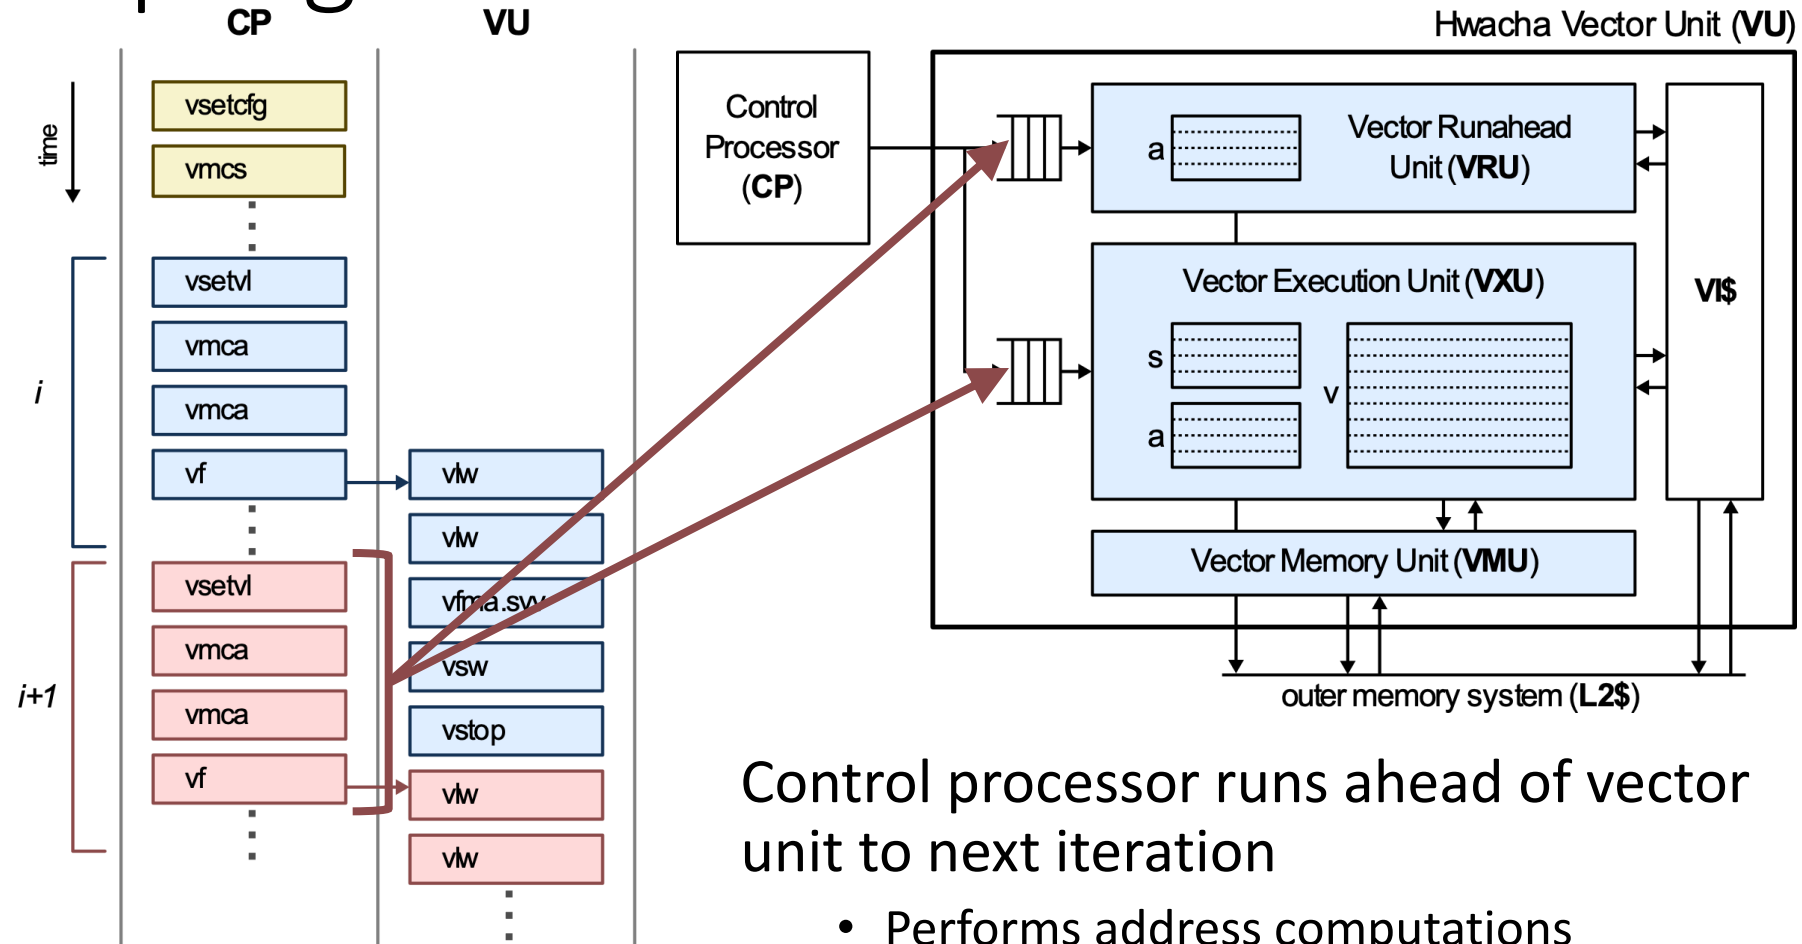 CP
VU
time
vsetcfg
vmcs
i
vsetvl
vmca
vmca
vf
i+1
vsetvl
vmca
vmca
vf
vlw
vlw
vfma.svv
vsw
vstop
vlw
vlw
Hwacha Vector Unit (VU)
Control
Processor
(CP)
a
Vector Runahead
Unit (VRU)
Vector Execution Unit (VXU)
s
a
v
VI$
Vector Memory Unit (VMU)
outer memory system (L2$)
Control processor runs ahead of vector
unit to next iteration
• Performs address computations